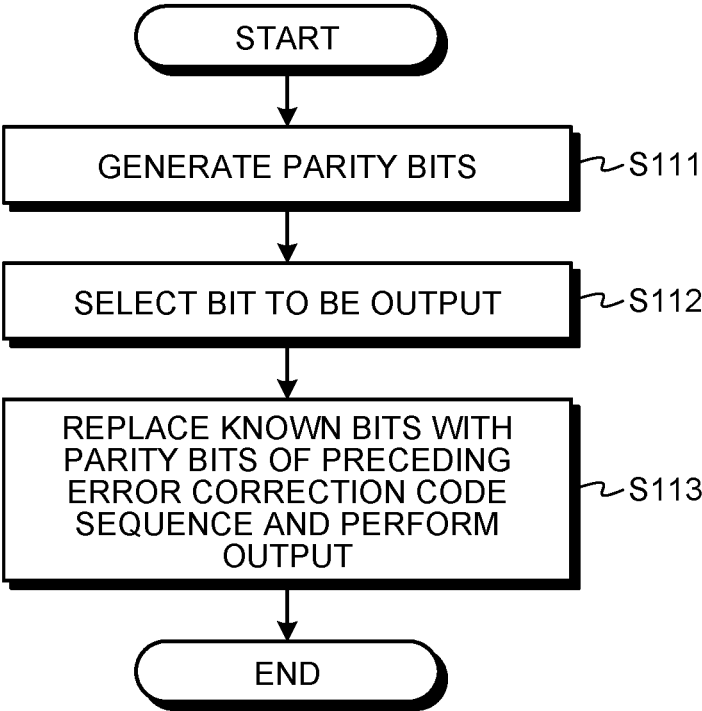 START
GENERATE PARITY BITS
S111
SELECT BIT TO BE OUTPUT
S112
REPLACE KNOWN BITS WITH
PARITY BITS OF PRECEDING
ERROR CORRECTION CODE
SEQUENCE AND PERFORM
OUTPUT
S113
END